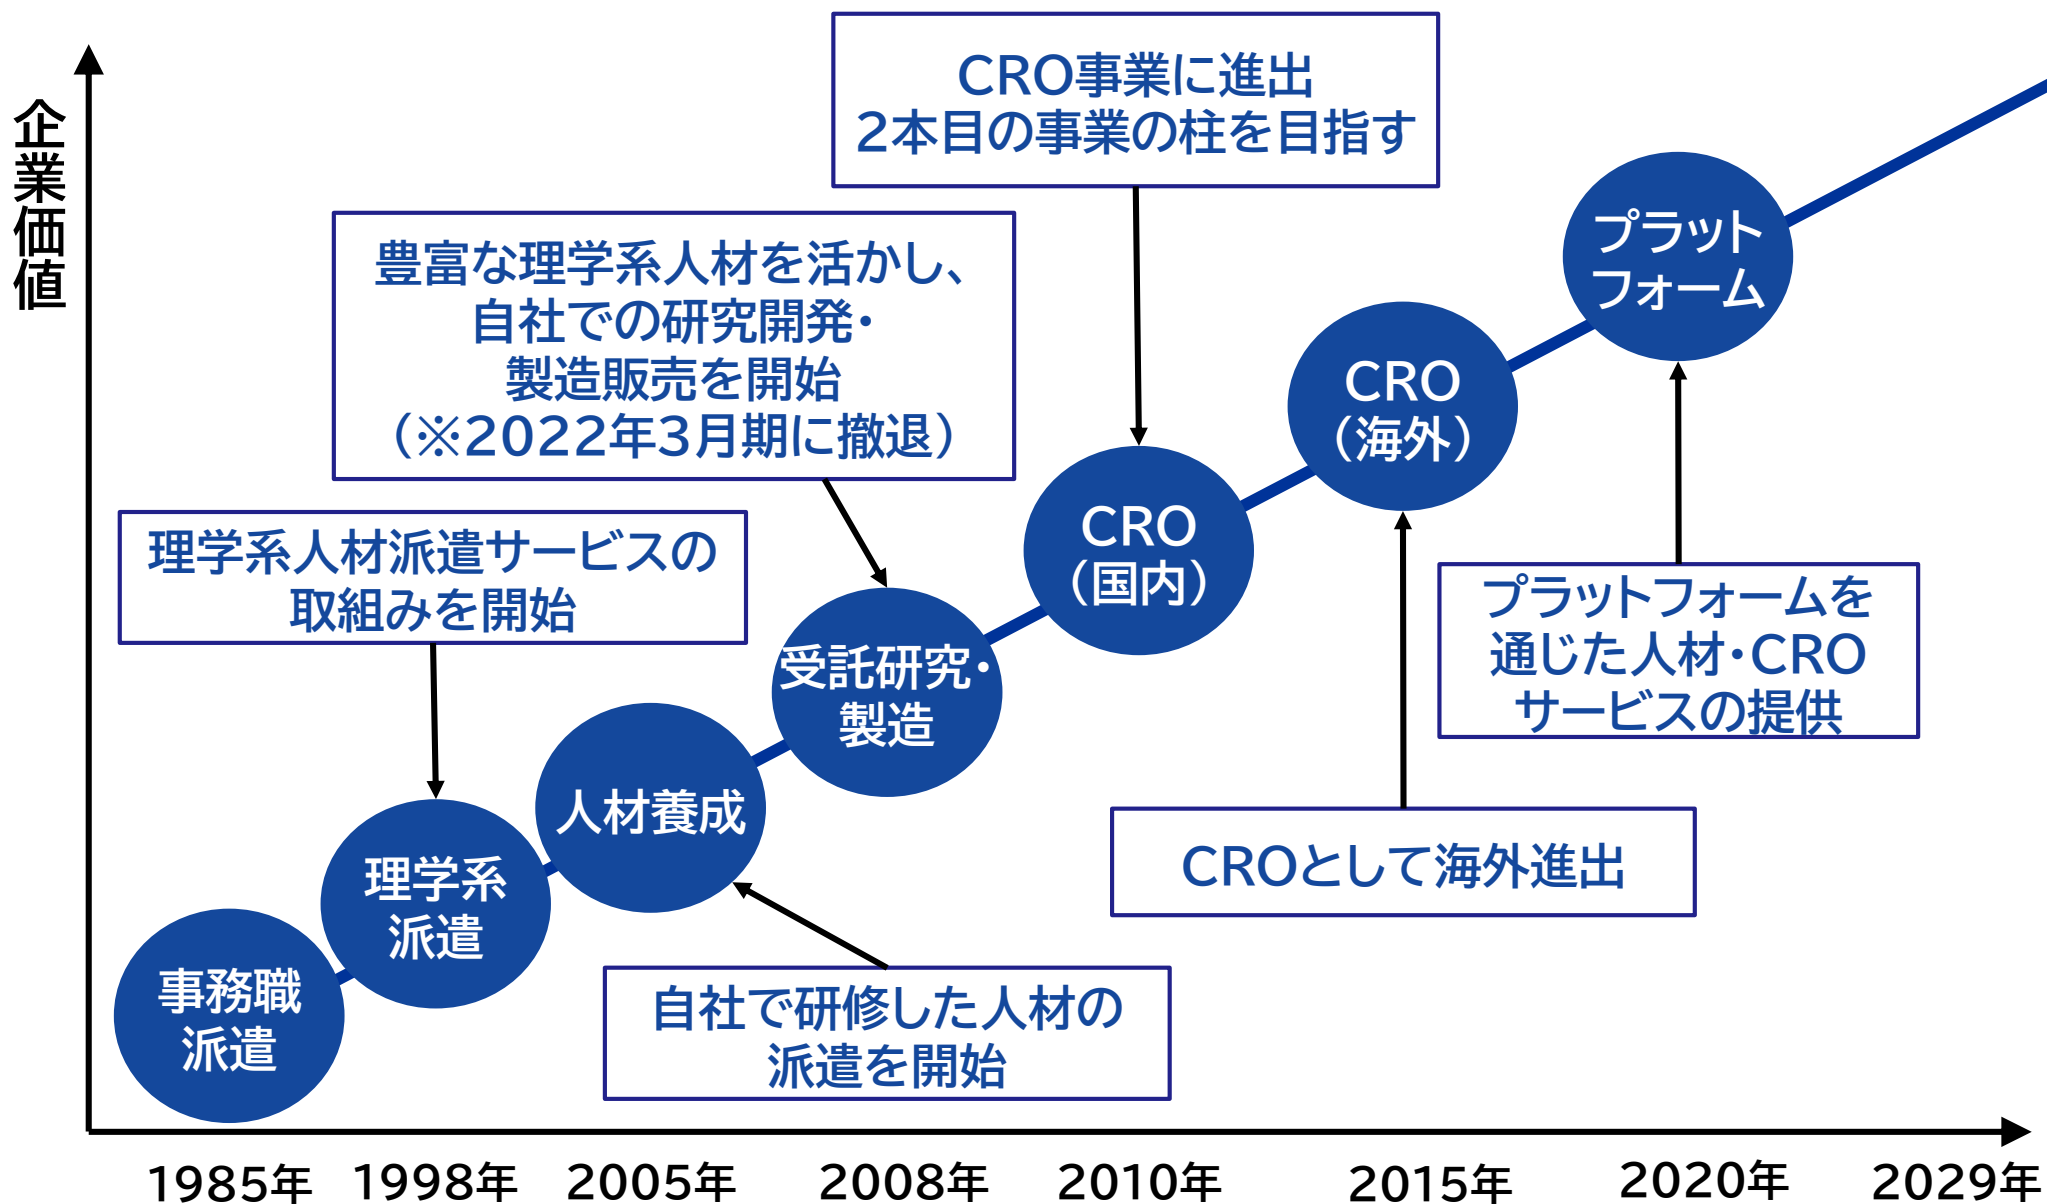 企業価値
CRO事業に進出
2本目の事業の柱を目指す
豊富な理学系人材を活かし、
自社での研究開発・
製造販売を開始
（※2022年3月期に撤退）
理学系人材派遣サービスの
取組みを開始
プラット
フォーム
CRO
（海外）
CRO
（国内）
受託研究・
製造
人材養成
理学系
派遣
事務職
派遣
プラットフォームを
通じた人材・CRO
サービスの提供
CROとして海外進出
自社で研修した人材の
派遣を開始
1985年
1998年
2005年
2008年
2010年
2015年
2020年
2029年